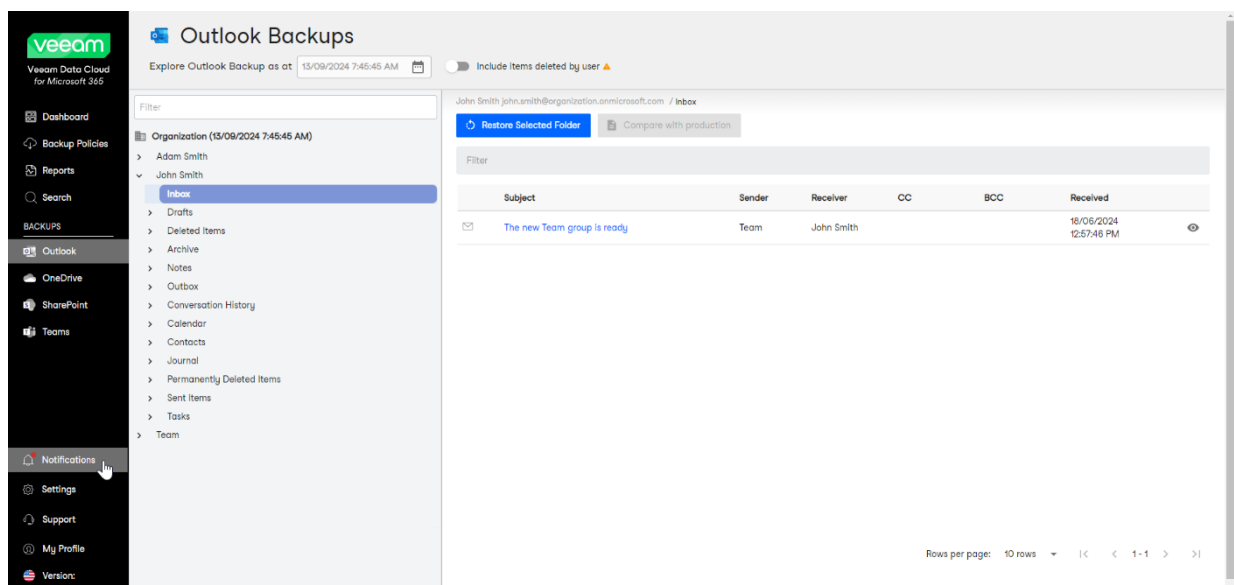 veeam
Veeam Data Cloud
for Microsoft 365
Dashboard
Backup Policies
Reports
Search
BACKUPS
Outlook
OneDrive
SharePoint
Teams
Notifications
Settings
Support
My Profile
Version:
Outlook Backups
Explore Outlook Backup as at 13/09/2024 7:45:45 AM
Include items deleted by user
Filter
Organization (13/09/2024 7:45:45 AM)
Adam Smith
John Smith
Inbox
Drafts
Deleted Items
Archive
Notes
Outbox
Conversation History
Calendar
Contacts
Journal
Permanently Deleted Items
Sent Items
Tasks
Team
John Smith john.smith@organization.onmicrosoft.com / Inbox
Restore Selected Folder Compare with production
Filter
Subject Sender Receiver CC BCC Received
The new Team group is ready Team John Smith 18/06/2024
12:57:46 PM
Rows per page: 10 rows 1-1